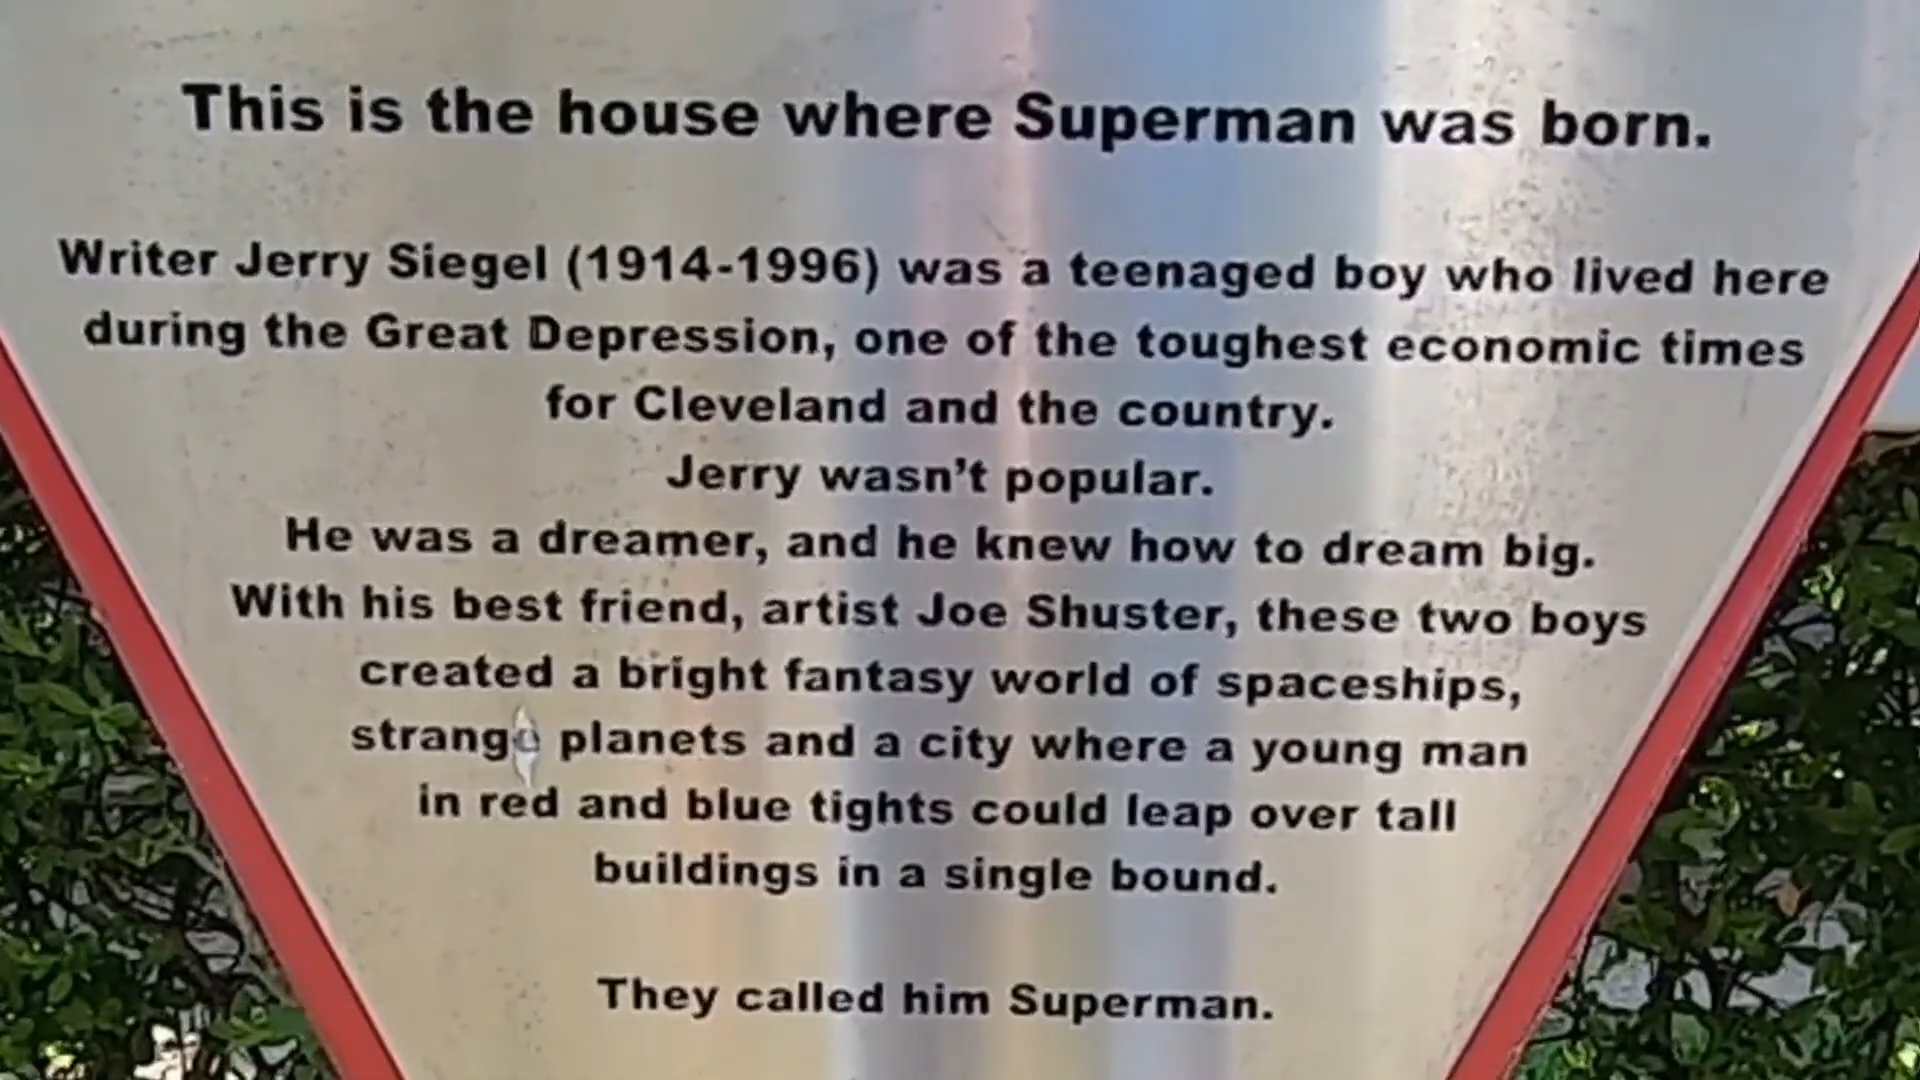 This is the house where Superman was born.
Writer Jerry Siegel (1914-1996) was a teenaged boy who lived here
during the Great Depression, one of the toughest economic times
for Cleveland and the country.
Jerry wasn't popular.
He was a dreamer, and he knew how to dream big.
With his best friend, artist Joe Shuster, these two boys
created a bright fantasy world of spaceships,
strange planets and a city where a young man
in red and blue tights could leap over tall
buildings in a single bound.
They called him Superman.